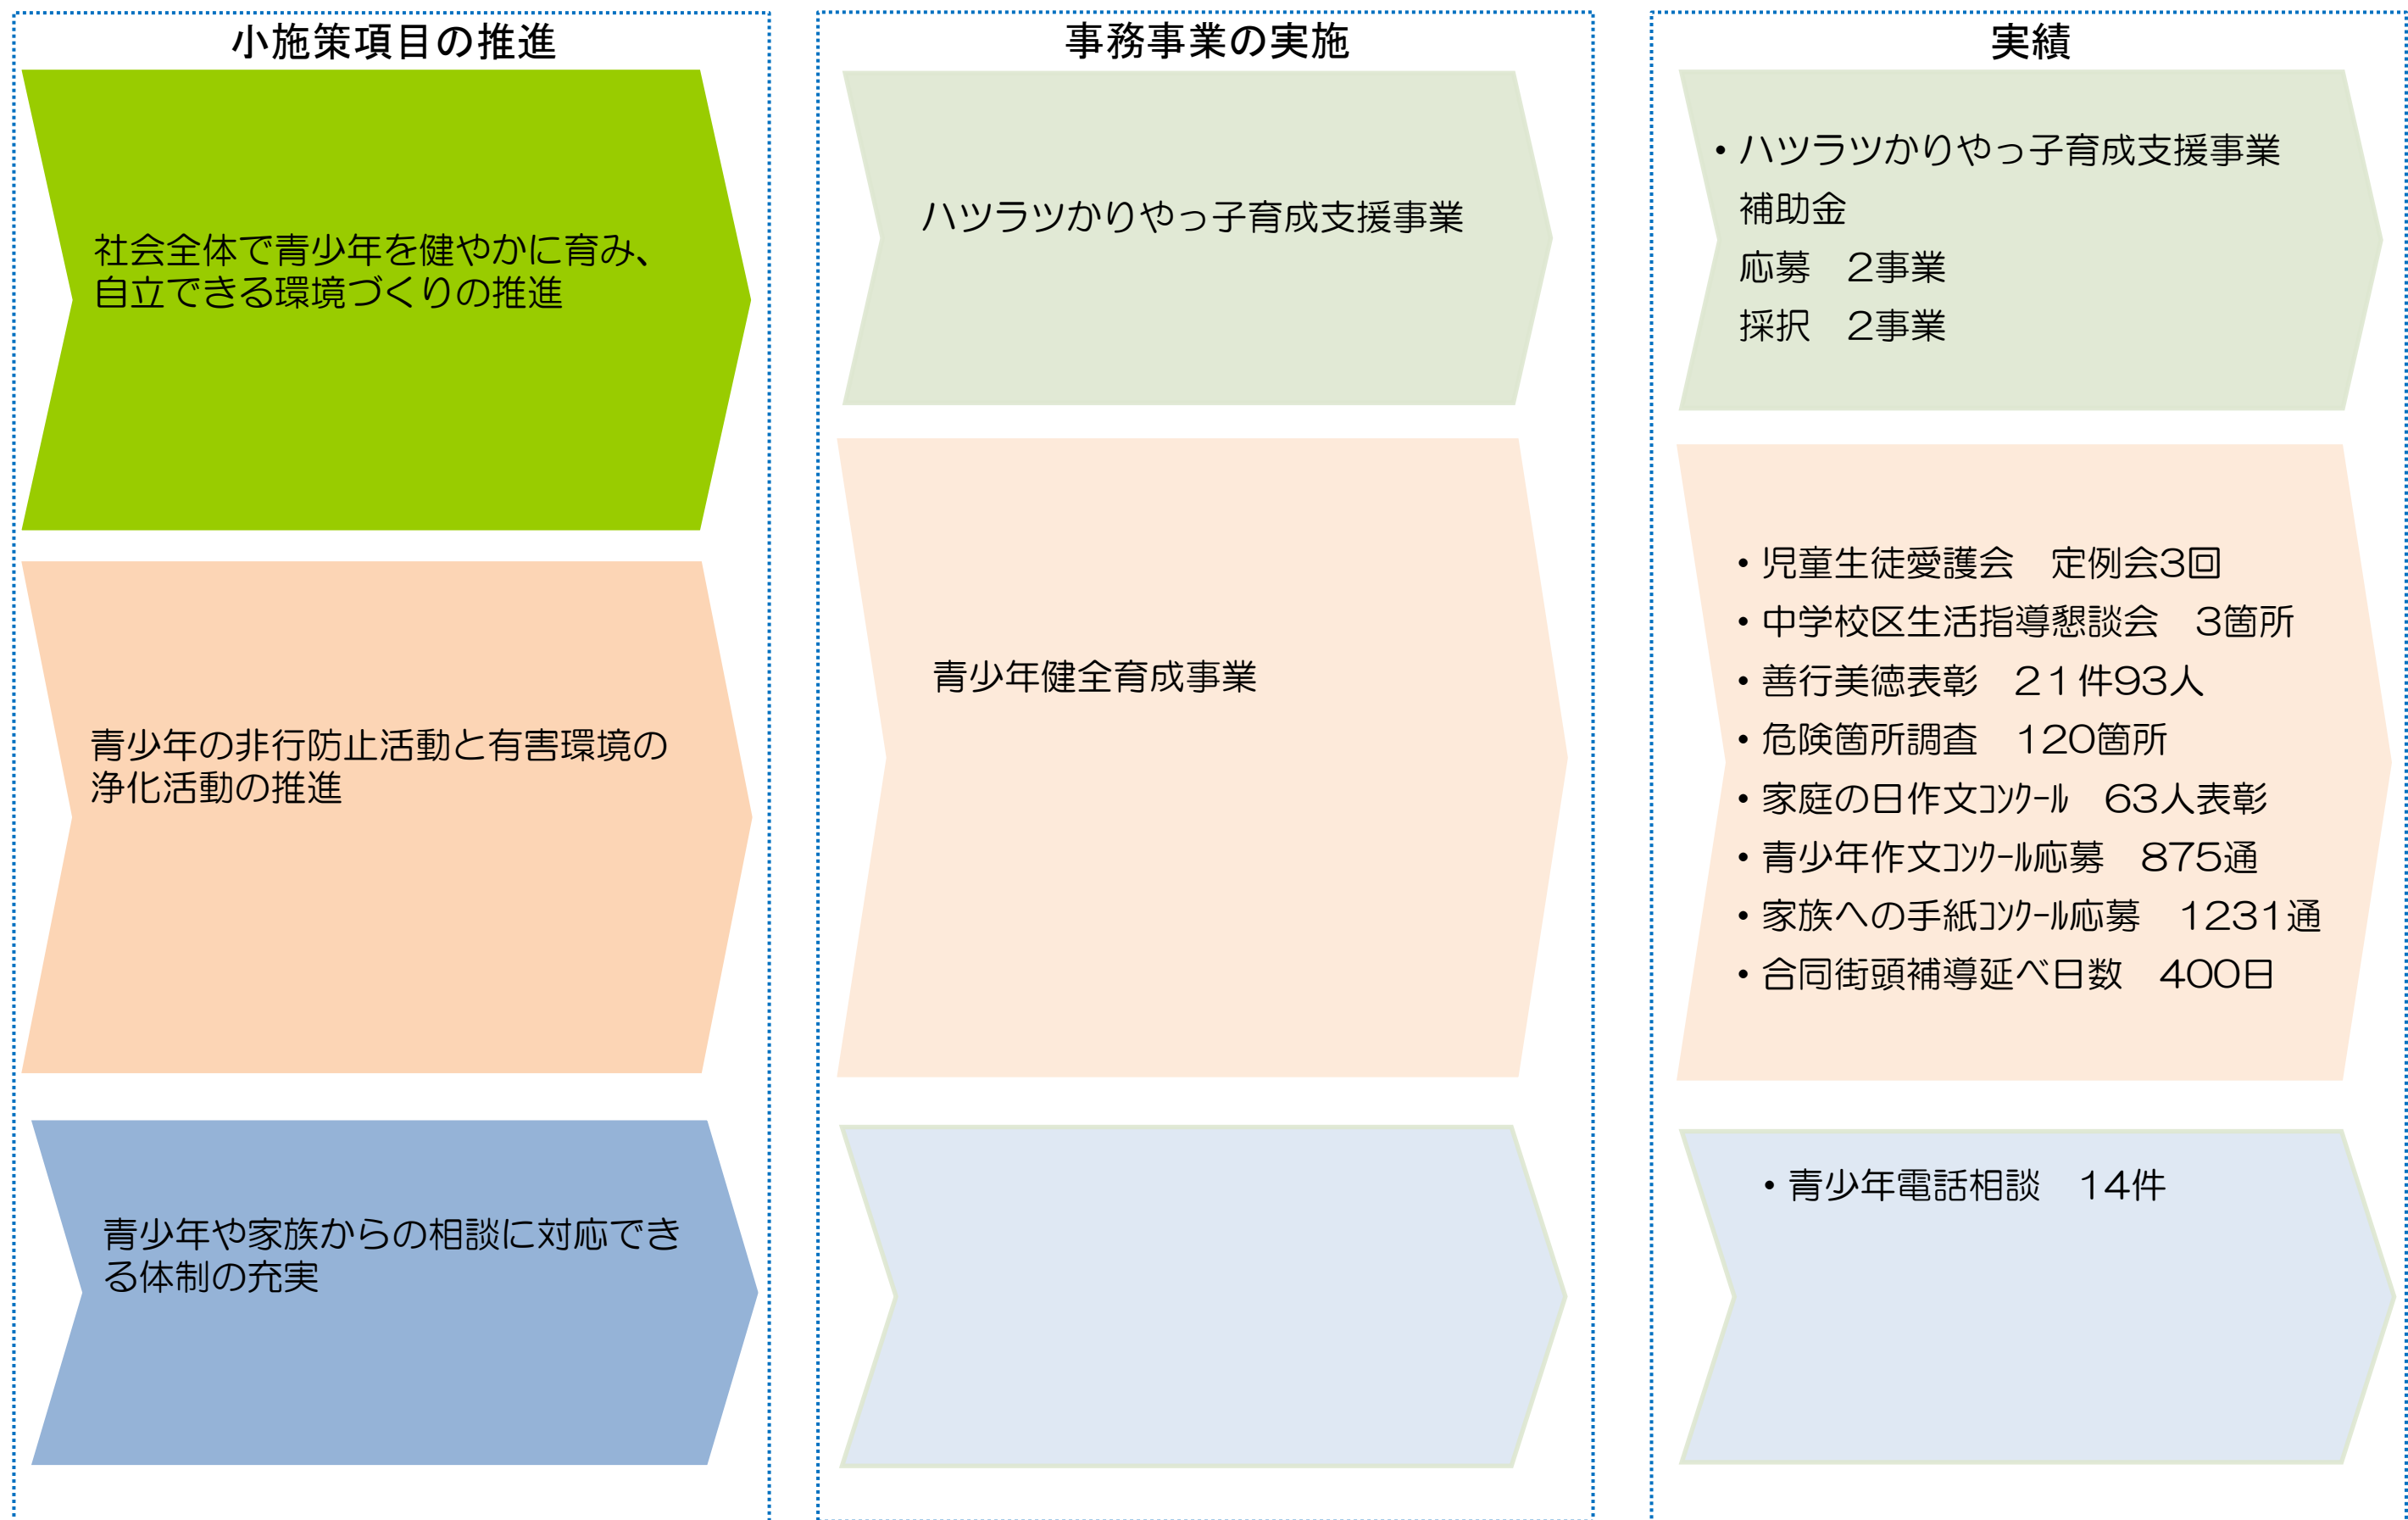 小施策項目の推進
社会全体で青少年を健やかに育み、
自立できる環境づくりの推進
青少年の非行防止活動と有害環境の
浄化活動の推進
青少年や家族からの相談に対応でき
る体制の充実
事務事業の実施
ハツラツかりやっ子育成支援事業
青少年健全育成事業
実績
・ハツラツかりやっ子育成支援事業
補助金
応募　2事業
採択　2事業
・児童生徒愛護会　定例会3回
・中学校区生活指導懇談会　3箇所
・善行美徳表彰　21件93人
・危険箇所調査　120箇所
・家庭の日作文ｺﾝｸｰﾙ　63人表彰
・青少年作文ｺﾝｸｰﾙ応募　875通
・家族への手紙ｺﾝｸｰﾙ応募　1231通
・合同街頭補導延べ日数　400日
・青少年電話相談　14件